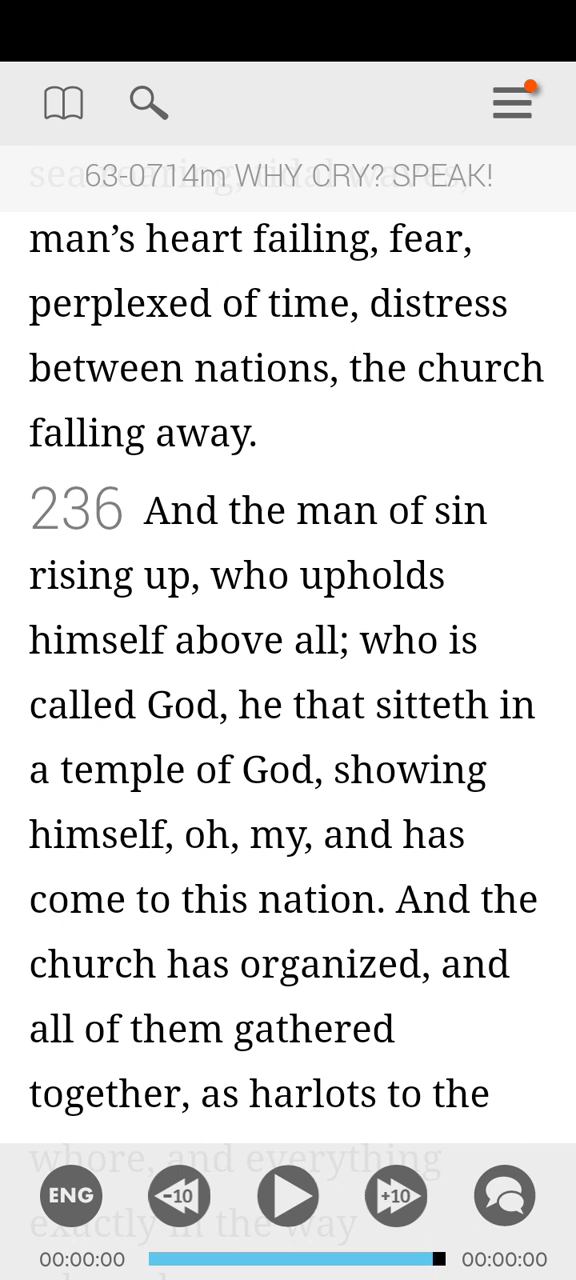 63-0714m WHY CRY? SPEAK!
sea roaring, tidal waves,
man’s heart failing, fear,
perplexed of time, distress
between nations, the church
falling away.
236 And the man of sin
rising up, who upholds
himself above all; who is
called God, he that sitteth in
a temple of God, showing
himself, oh, my, and has
come to this nation. And the
church has organized, and
all of them gathered
together, as harlots to the
whore, and everything
exactly in the way
ENG -10 +10
00:00:00 00:00:00